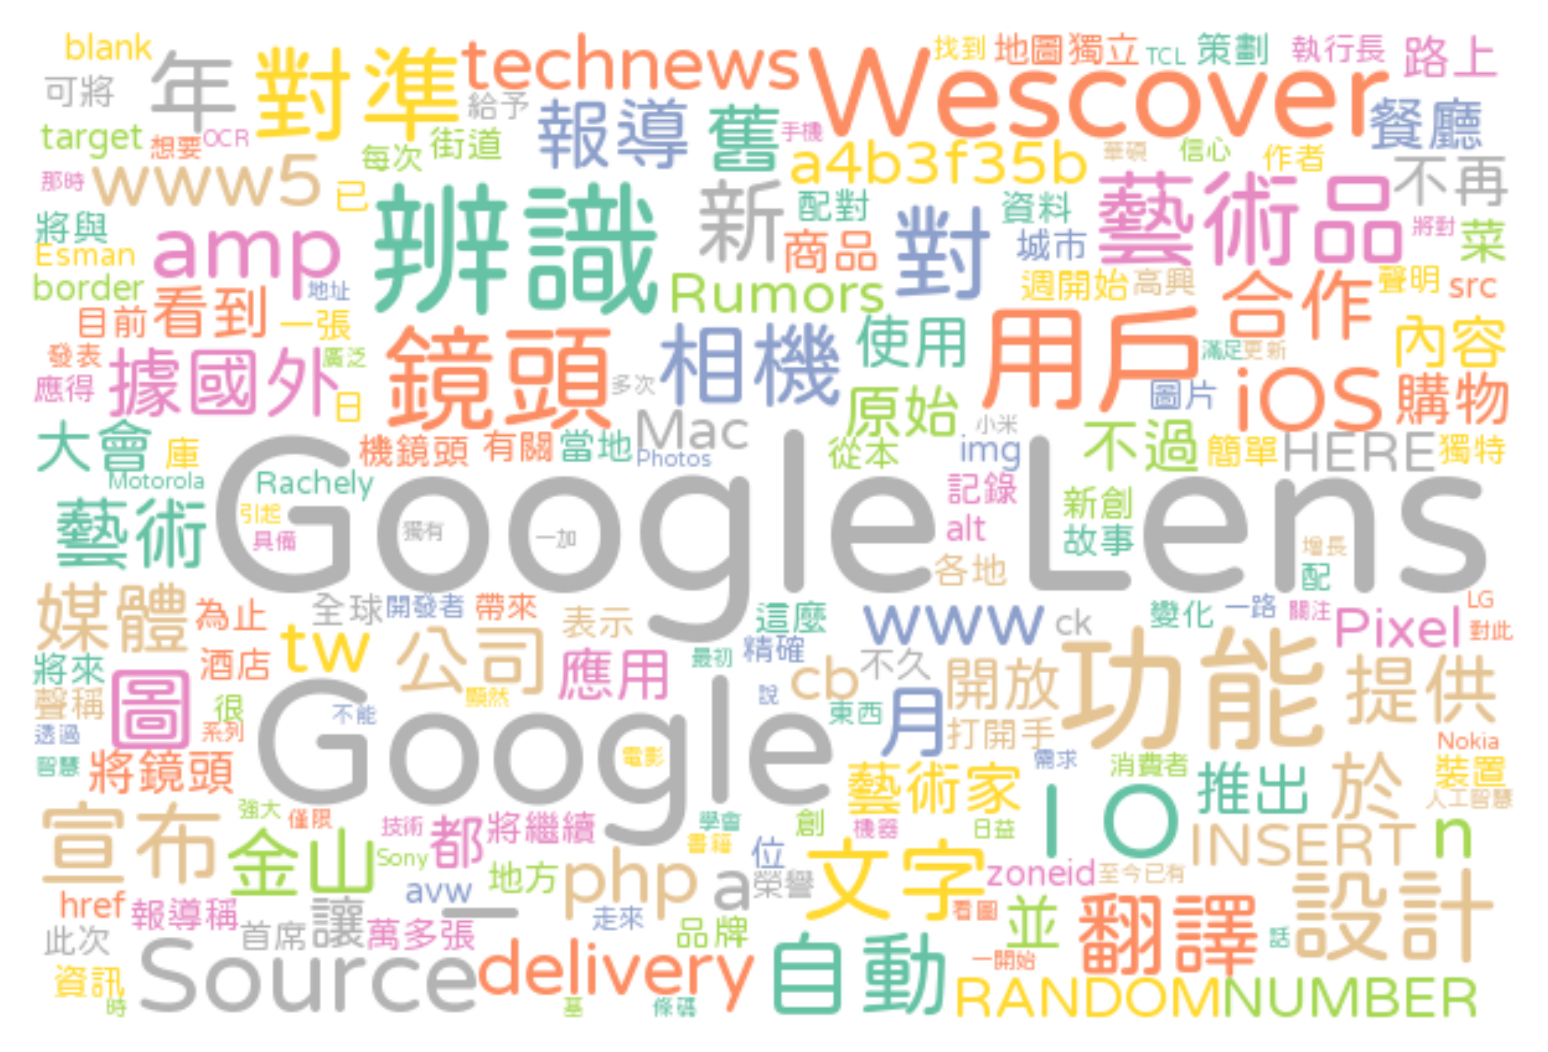 blank
可將
年
對準
technews
Wescover
找到
地圖獨立
TCL
策劃
執行長
路上
給予
target
想要
OCR
每次
街道
報導
舊
手機
餐廳
那時
www5
已
a4b3f35b
華碩
信心
作者
不再
將與
Esman
amp
辨識
新
配對
商品
對
資料
城市
藝術品
將對
菜
border
地址
Rumors
週開始
高興
合作
聲明
src
目前
看到
一張
發表
應得
據國外
廣泛
日
鏡頭
多次
相機
使用
用戶
滿足
更新
內容
圖片
iOS
購物
原始
小米
大會
庫
機鏡頭
有關
當地
Mac
Photos
從本
img
不過
簡單
HERE
獨特
Motorola
Rachely
Google Lens
藝術
引起
具備
獨有
一加
記錄
alt
新創
故事
各地
增長
配
媒體
為止
全球
開發者
帶來
表示
這麼
www
ck
變化
一路
關注
Pixel
LG
對此
將來
酒店
tw
公司
應用
最初
精確
cb
不久
開放
功能
提供
聲稱
圖
很
顯然
說
東西
月
打開手
透過
系列
不能
Google
電影
需求
Nokia
智慧
將鏡頭
藝術家
消費者
推出
於
裝置
人工智慧
宣布
強大
僅限
技術
都
將繼續
學會
書籍
創
機器
日益
I O
INSERT
n
金山
Sony
地方
php
a
位
榮譽
文字
zoneid
至今已有
設計
href
報導稱
avw
_
走來
品牌
看圖
並
翻譯
話
此次
首席
讓
萬多張
資訊
時
Source
delivery
基
條碼
自動
一開始
RANDOM
NUMBER